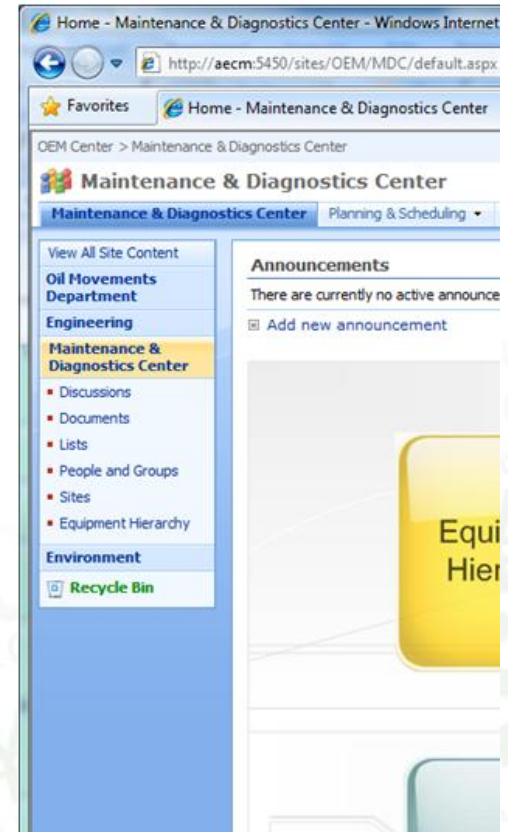 Home - Maintenance & Diagnostics Center - Windows Internet
http://aecm:5450/sites/OEM/MDC/default.aspx
Favorites
Home - Maintenance & Diagnostics Center
OEM Center > Maintenance & Diagnostics Center
Maintenance & Diagnostics Center
Maintenance & Diagnostics Center
Planning & Scheduling
View All Site Content
Oil Movements
Department
Engineering
Maintenance &
Diagnostics Center
Discussions
Documents
Lists
People and Groups
Sites
Equipment Hierarchy
Environment
Recycle Bin
Announcements
There are currently no active announce
Add new announcement
Equi
Hier